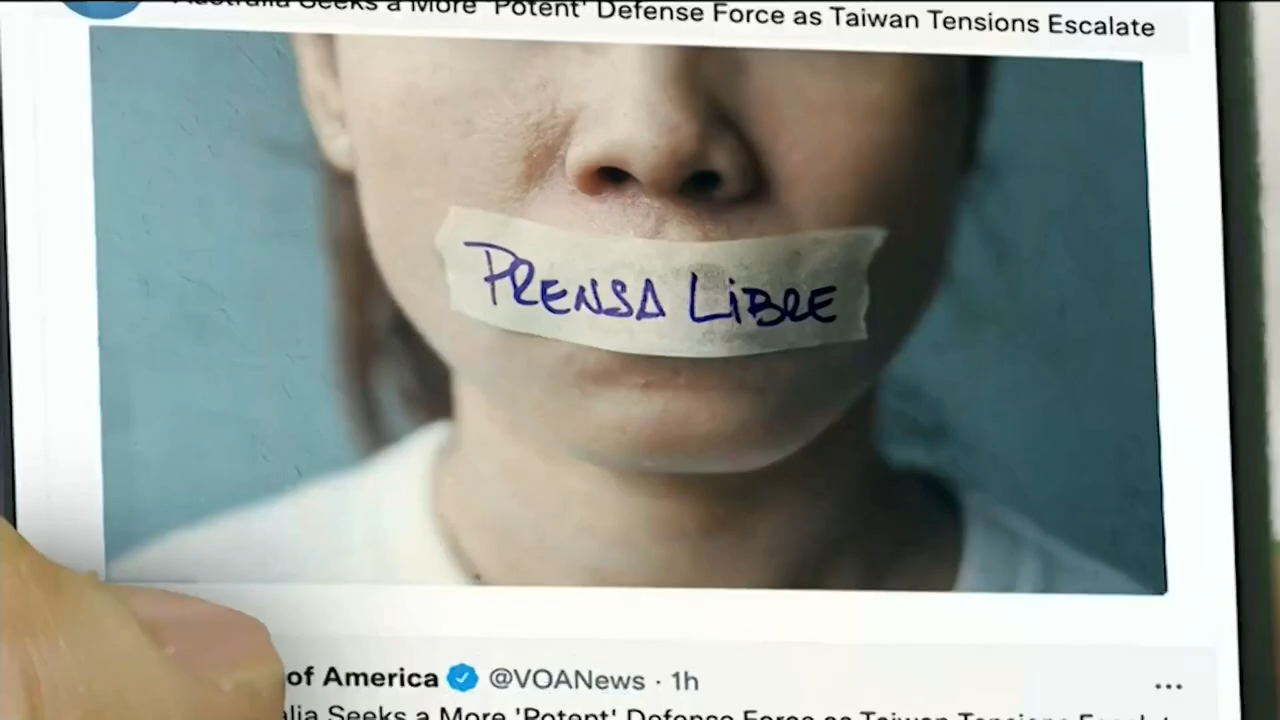 Australia Seeks a More 'Potent' Defense Force as Taiwan Tensions Escalate
PRENSA LiBRE
of America @VOANews · 1h
Seeks a More 'Potent' Defense Force as Taiwan Tensions